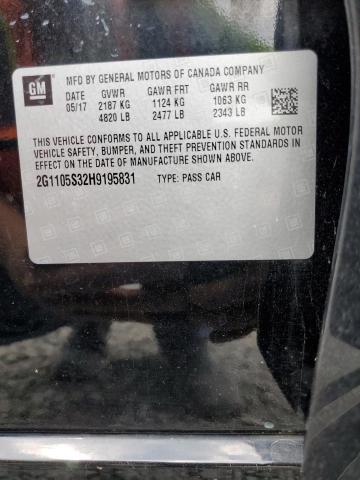 GM
MFD BY GENERAL MOTORS OF CANADA COMPANY
DATE GVWR GAWR FRT GAWR RR
05/17 2187 KG 1124 KG 1063 KG
4820 LB 2477 LB 2343 LB
THIS VEHICLE CONFORMS TO ALL APPLICABLE U.S. FEDERAL MOTOR
VEHICLE SAFETY, BUMPER, AND THEFT PREVENTION STANDARDS IN
EFFECT ON THE DATE OF MANUFACTURE SHOWN ABOVE.
2G1105S32H9195831 TYPE: PASS CAR